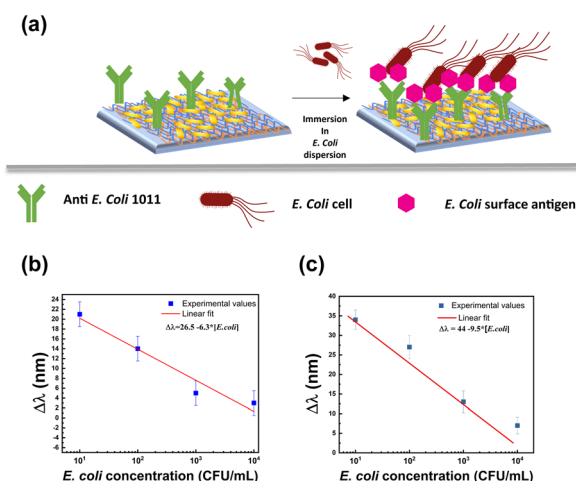 (a)
Immersion
In
E. Coli
dispersion
Anti E. Coli 1011
E. Coli cell
E. Coli surface antigen
(b)
24
22
20
18
16
14
12
10
8
6
4
2
0
-2
-4
-6
Δλ (nm)
Experimental values
Linear fit
Δλ=26.5 -6.3*[E.coli]
10¹ 10² 10³ 10⁴
E. coli concentration (CFU/mL)
(c)
40
35
30
25
20
15
10
5
0
Δλ (nm)
Experimental values
Linear fit
Δλ = 44 -9.5*[E.coli]
10¹ 10² 10³ 10⁴
E. coli concentration (CFU/mL)